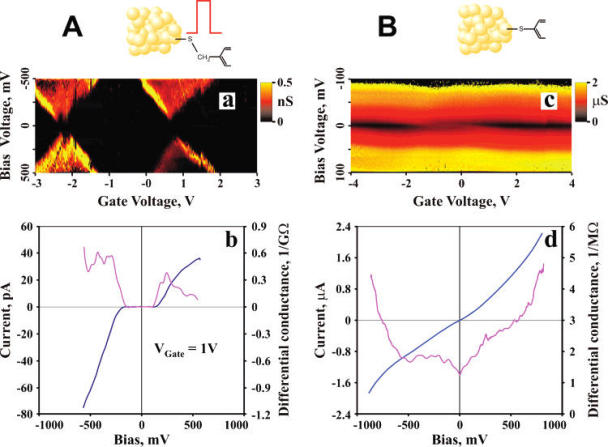 A
B
S
CH₂
S
-500
0
500
Bias Voltage, mV
a
0.5
nS
0
-3 -2 -1 -0 1 2 3
Gate Voltage, V
-100
0
100
Bias Voltage, mV
c
2
µS
0
-4 -2 0 2 4
Gate Voltage, V
60
40
20
0
-20
-40
-60
-80
Current, pA
b
V Gate = 1V
0.9
0.6
0.3
0.0
-0.3
-0.6
-0.9
-1.2
Differential conductance, 1/GΩ
-1000 -500 0 500 1000
Bias, mV
2.4
1.6
0.8
0
-0.8
-1.6
-2.4
Current, µA
d
6
5
4
3
2
1
0
Differential conductance, 1/MΩ
-1000 -500 0 500 1000
Bias, mV